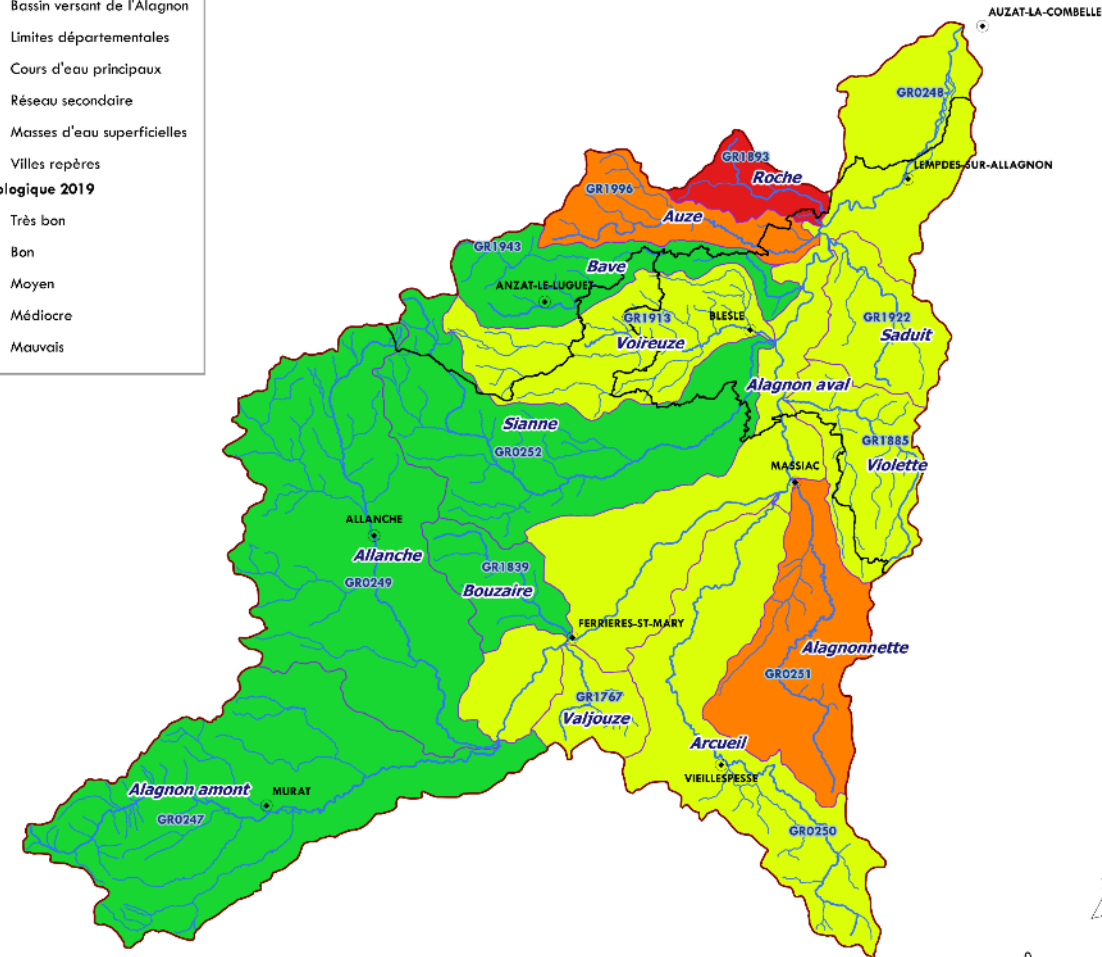 Bassin versant de l'Alagnon
Limites départementales
Cours d'eau principaux
Réseau secondaire
Masses d'eau superficielles
Villes repères
ologique 2019
Très bon
Bon
Moyen
Médiocre
Mauvais
AUZAT-LA-COMBELLE
GR0248
LEMPDES-SUR-ALLAGNON
GR1893
Roche
GR1996
Auze
GR1943
Bave
ANZAT-LE-LUGUET
GR1913
BLESLE
Voireuze
GR1922
Saduit
Alagnon aval
Sianne
GR0252
GR1885
Violette
MASSIAC
ALLANCHE
Allanche
GR0249
GR1839
Bouzaire
FERRIERES-ST-MARY
Alagnonnette
GR0251
GR1767
Valjouze
Arcueil
VIEILLESPESSE
Alagnon amont
MURAT
GR0247
GR0250